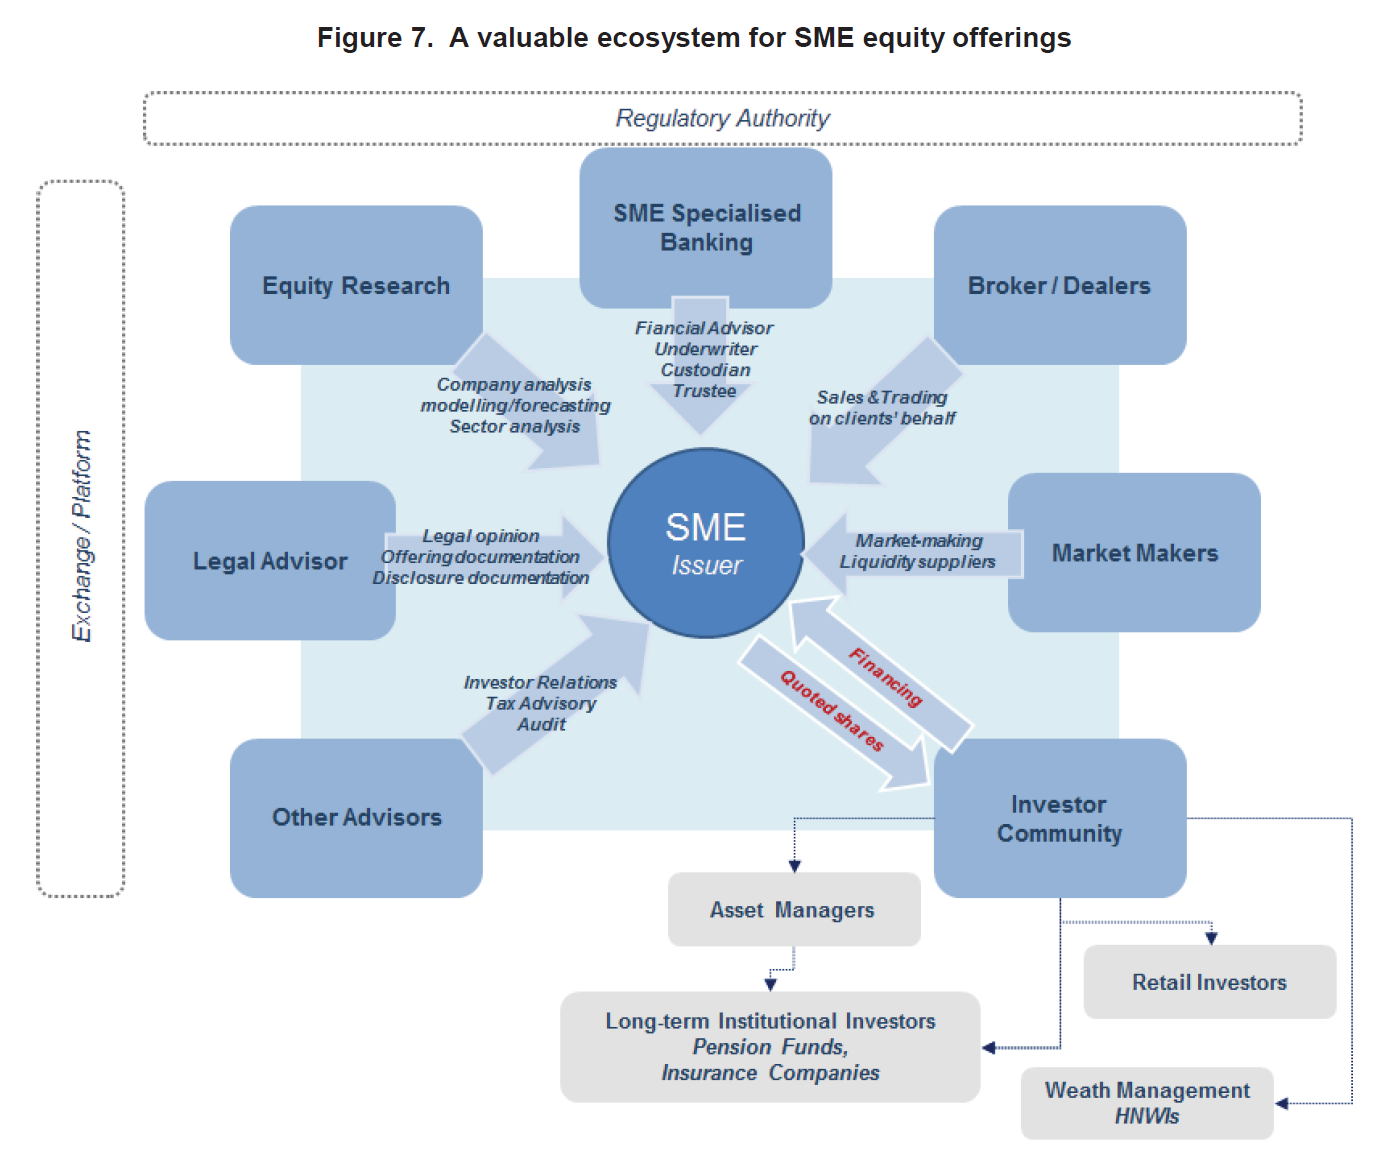 Figure 7.  A valuable ecosystem for SME equity offerings
Regulatory Authority
Exchange / Platform
SME Specialised
Banking
Equity Research
Broker / Dealers
Fiancial Advisor
Underwriter
Custodian
Trustee
Company analysis
modelling/forecasting
Sector analysis
Sales & Trading
on clients' behalf
SME
Issuer
Legal Advisor
Legal opinion
Offering documentation
Disclosure documentation
Market-making
Liquidity suppliers
Market Makers
Investor Relations
Tax Advisory
Audit
Financing
Quoted shares
Other Advisors
Investor
Community
Asset Managers
Retail Investors
Long-term Institutional Investors
Pension Funds,
Insurance Companies
Weath Management
HNWIs